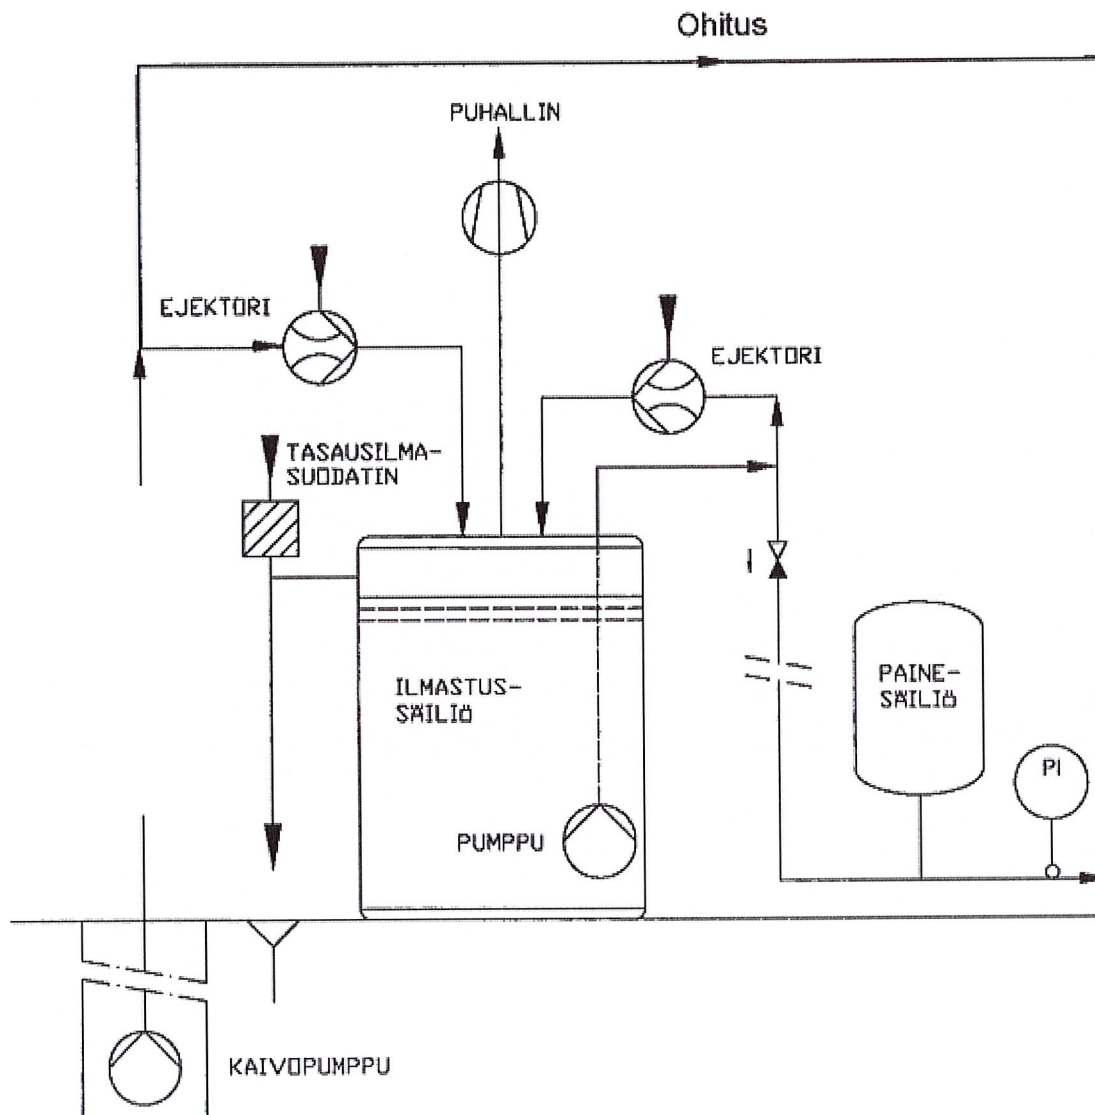 Ohitus
PUHALLIN
EJEKTORI
EJEKTORI
TASAUSILMA-
SUODATIN
ILMASTUS-
SÄILIÖ
PAINE-
SÄILIÖ
PI
PUMPPU
KAIVOPUMPPU